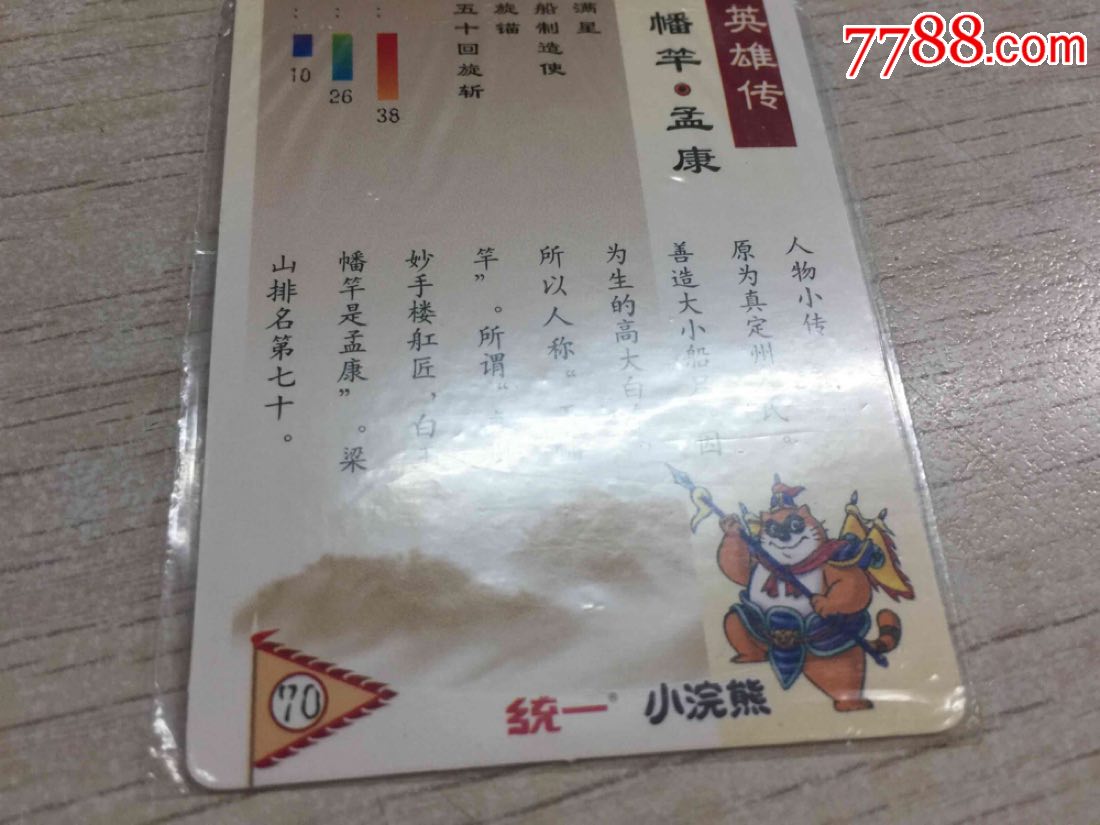 7788.com
英雄传
幡竿·孟康
满星
船制造使
旋锚
五十回旋斩
38
26
10
人物小传
原为真定州 氏。
善造大小船只 因
为生的高大白
所以人称“
竿”。所谓“
妙手楼舡匠，白
幡竿是孟康”。梁
山排名第七十。
70
统一® 小浣熊